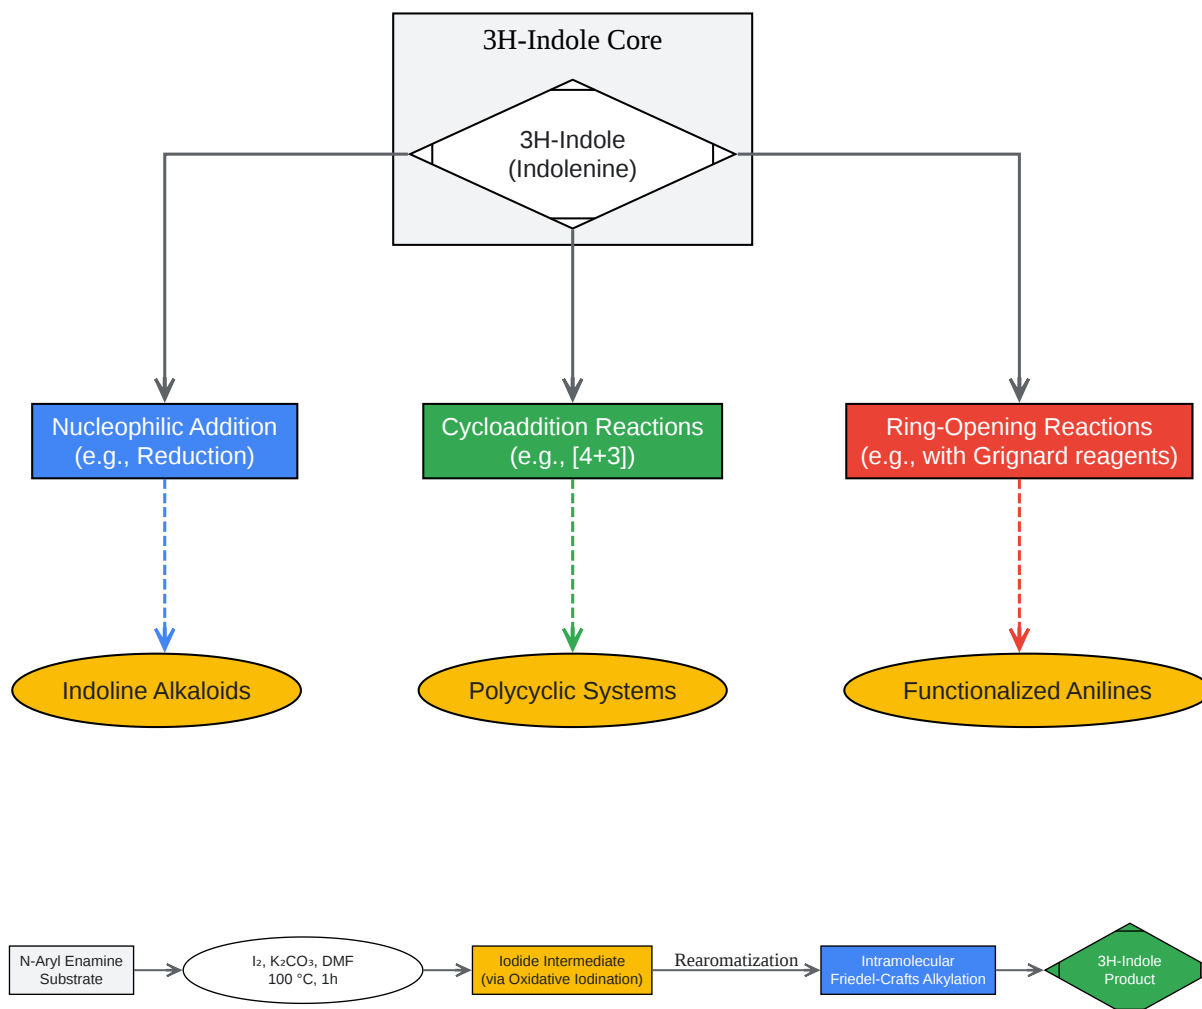 3H-Indole Core
3H-Indole
(Indolenine)
Nucleophilic Addition
(e.g., Reduction)
Cycloaddition Reactions
(e.g., [4+3])
Ring-Opening Reactions
(e.g., with Grignard reagents)
Indoline Alkaloids
Polycyclic Systems
Functionalized Anilines
N-Aryl Enamine
Substrate
I₂, K₂CO₃, DMF
100 °C, 1h
Iodide Intermediate
(via Oxidative Iodination)
Rearomatization
Intramolecular
Friedel-Crafts Alkylation
3H-Indole
Product